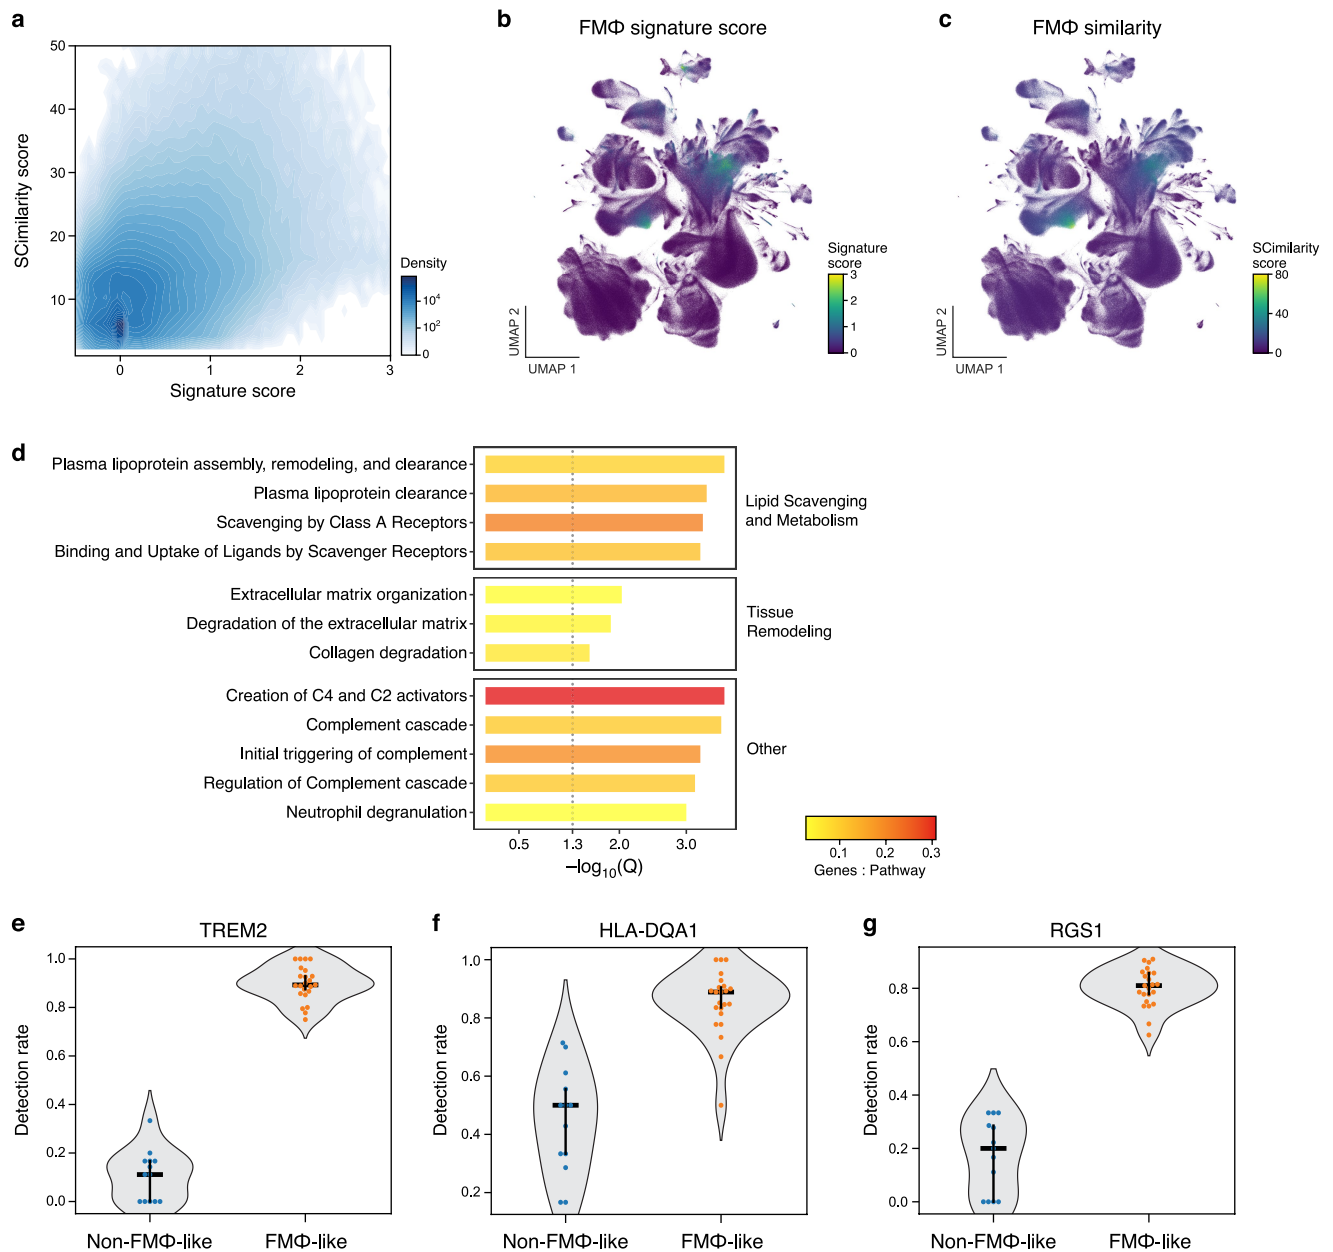 a
SCimilarity score
50
40
30
20
10
0
1
2
3
Signature score
Density
10⁴
10²
0
b
FMΦ signature score
Signature
score
3
2
1
0
UMAP 2
UMAP 1
c
FMΦ similarity
SCimilarity
score
80
40
0
UMAP 2
UMAP 1
d
Plasma lipoprotein assembly, remodeling, and clearance
Plasma lipoprotein clearance
Scavenging by Class A Receptors
Binding and Uptake of Ligands by Scavenger Receptors
Lipid Scavenging
and Metabolism
Extracellular matrix organization
Degradation of the extracellular matrix
Collagen degradation
Tissue
Remodeling
Creation of C4 and C2 activators
Complement cascade
Initial triggering of complement
Regulation of Complement cascade
Neutrophil degranulation
Other
0.5
1.3
2.0
3.0
–log₁₀(Q)
0.1
0.2
0.3
Genes : Pathway
e
TREM2
Detection rate
1.0
0.8
0.6
0.4
0.2
0.0
Non-FMΦ-like
FMΦ-like
f
HLA-DQA1
Detection rate
1.0
0.8
0.6
0.4
0.2
Non-FMΦ-like
FMΦ-like
g
RGS1
Detection rate
0.8
0.6
0.4
0.2
0.0
Non-FMΦ-like
FMΦ-like